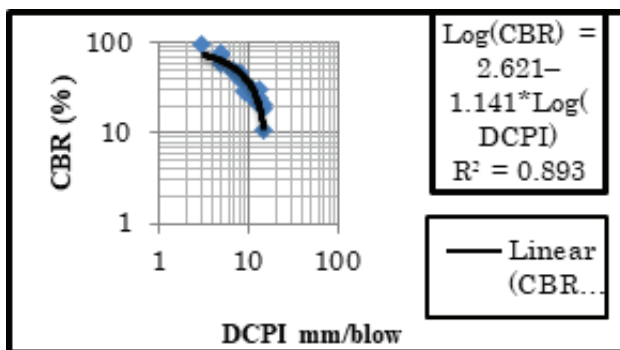 100
10
1
1
10
100
CBR (%)
DCPI mm/blow
Log(CBR) =
2.621–
1.141*Log(
DCPI)
R² = 0.893
Linear
(CBR...